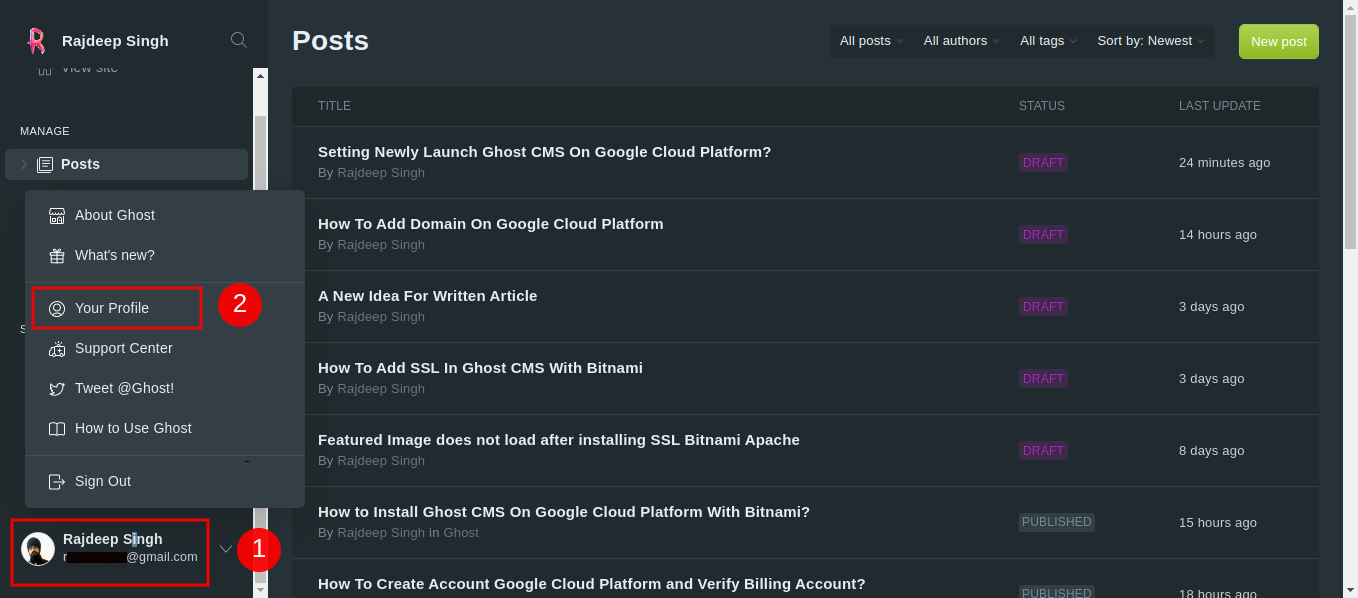 Rajdeep Singh
View site
MANAGE
Posts
About Ghost
What's new?
Your Profile
2
S
Support Center
Tweet @Ghost!
How to Use Ghost
Sign Out
Rajdeep Singh
r @gmail.com
1
Posts
All posts
All authors
All tags
Sort by: Newest
New post
TITLE STATUS LAST UPDATE
Setting Newly Launch Ghost CMS On Google Cloud Platform?
By Rajdeep Singh
DRAFT
24 minutes ago
How To Add Domain On Google Cloud Platform
By Rajdeep Singh
DRAFT
14 hours ago
A New Idea For Written Article
By Rajdeep Singh
DRAFT
3 days ago
How To Add SSL In Ghost CMS With Bitnami
By Rajdeep Singh
DRAFT
3 days ago
Featured Image does not load after installing SSL Bitnami Apache
By Rajdeep Singh
DRAFT
8 days ago
How to Install Ghost CMS On Google Cloud Platform With Bitnami?
By Rajdeep Singh in Ghost
PUBLISHED
15 hours ago
How To Create Account Google Cloud Platform and Verify Billing Account?
PUBLISHED
18 hours ago